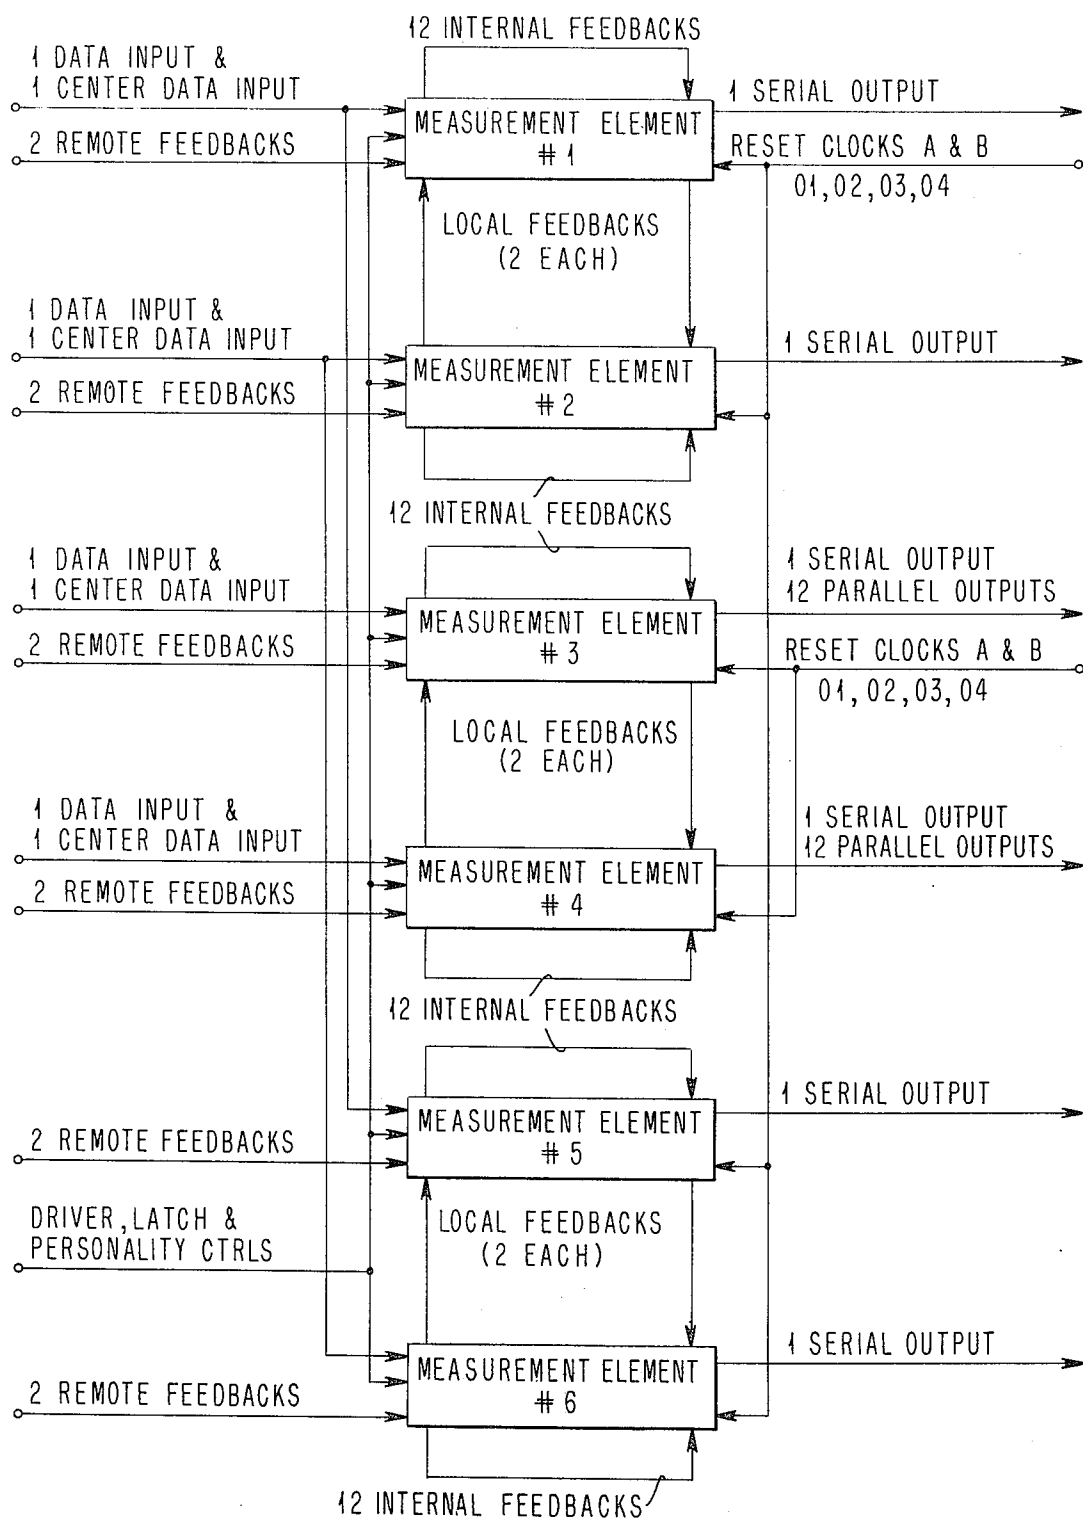 12 INTERNAL FEEDBACKS
1 DATA INPUT &
1 CENTER DATA INPUT
1 SERIAL OUTPUT
MEASUREMENT ELEMENT
# 1
2 REMOTE FEEDBACKS
RESET CLOCKS A & B
01,02,03,04
LOCAL FEEDBACKS
(2 EACH)
1 DATA INPUT &
1 CENTER DATA INPUT
1 SERIAL OUTPUT
MEASUREMENT ELEMENT
# 2
2 REMOTE FEEDBACKS
12 INTERNAL FEEDBACKS
1 DATA INPUT &
1 CENTER DATA INPUT
1 SERIAL OUTPUT
12 PARALLEL OUTPUTS
MEASUREMENT ELEMENT
# 3
2 REMOTE FEEDBACKS
RESET CLOCKS A & B
01,02,03,04
LOCAL FEEDBACKS
(2 EACH)
1 DATA INPUT &
1 CENTER DATA INPUT
1 SERIAL OUTPUT
12 PARALLEL OUTPUTS
MEASUREMENT ELEMENT
# 4
2 REMOTE FEEDBACKS
12 INTERNAL FEEDBACKS
1 SERIAL OUTPUT
MEASUREMENT ELEMENT
# 5
2 REMOTE FEEDBACKS
DRIVER, LATCH &
PERSONALITY CTRLS
LOCAL FEEDBACKS
(2 EACH)
1 SERIAL OUTPUT
MEASUREMENT ELEMENT
# 6
2 REMOTE FEEDBACKS
12 INTERNAL FEEDBACKS